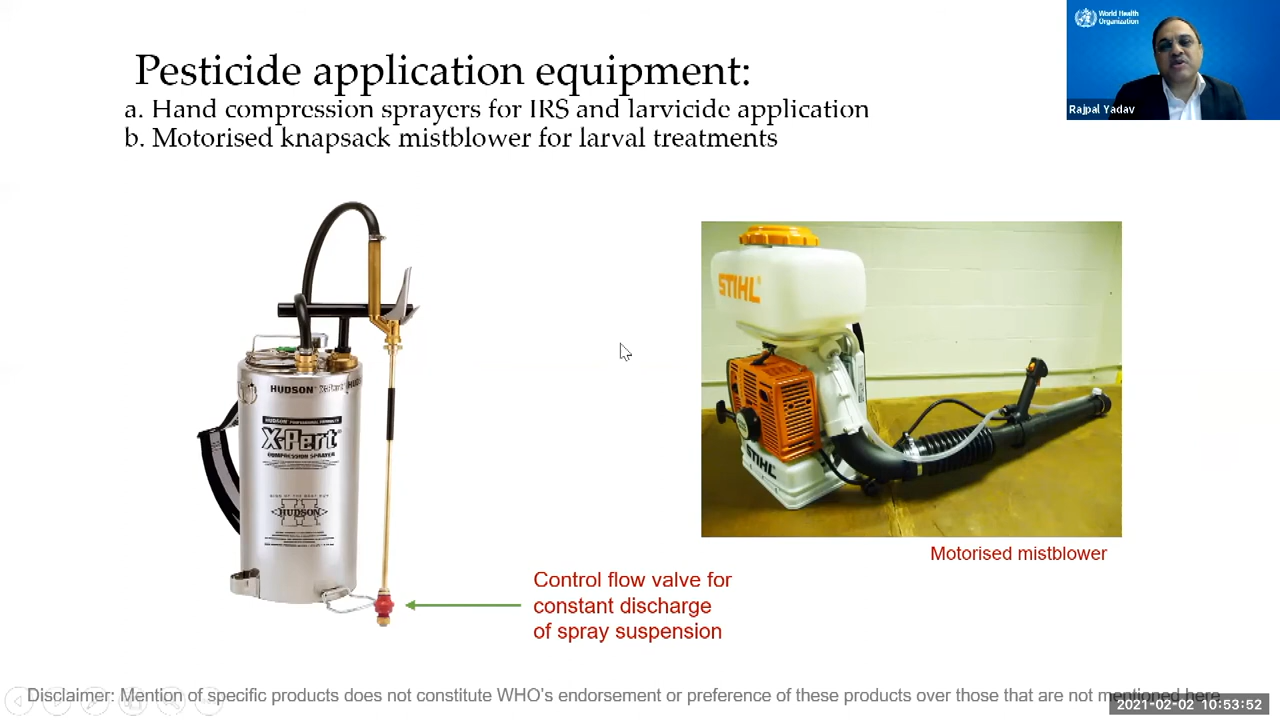 Pesticide application equipment:
a. Hand compression sprayers for IRS and larvicide application
b. Motorised knapsack mistblower for larval treatments
World Health
Organization
Rajpal Yadav
HUDSON
HUDSON
X-Pert
COMPRESSION SPRAYER
HUDSON
STIHL
STIHL
Motorised mistblower
Control flow valve for
constant discharge
of spray suspension
Disclaimer: Mention of specific products does not constitute WHO's endorsement or preference of these products over those that are not mentioned here
2021-02-02 10:53:52